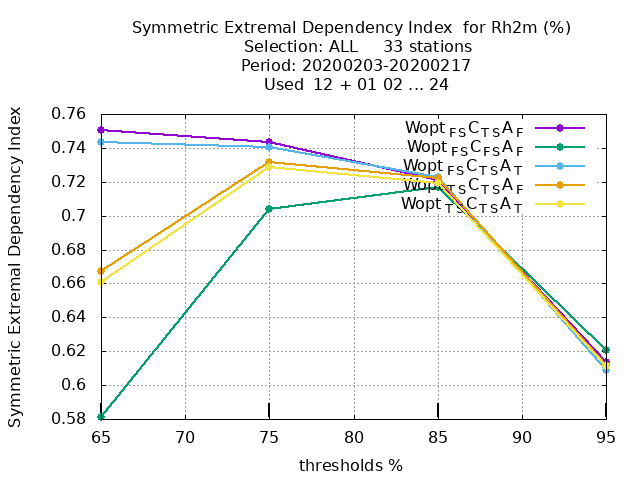 Symmetric Extremal Dependency Index for Rh2m (%)
Selection: ALL 33 stations
Period: 20200203-20200217
Used 12 + 01 02 ... 24
Symmetric Extremal Dependency Index
0.76
0.74
0.72
0.7
0.68
0.66
0.64
0.62
0.6
0.58
Wopt FS C TS A F
Wopt FS C FS A F
Wopt FS C TS A T
Wopt TS C TS A F
Wopt TS C TS A T
65 70 75 80 85 90 95
thresholds %